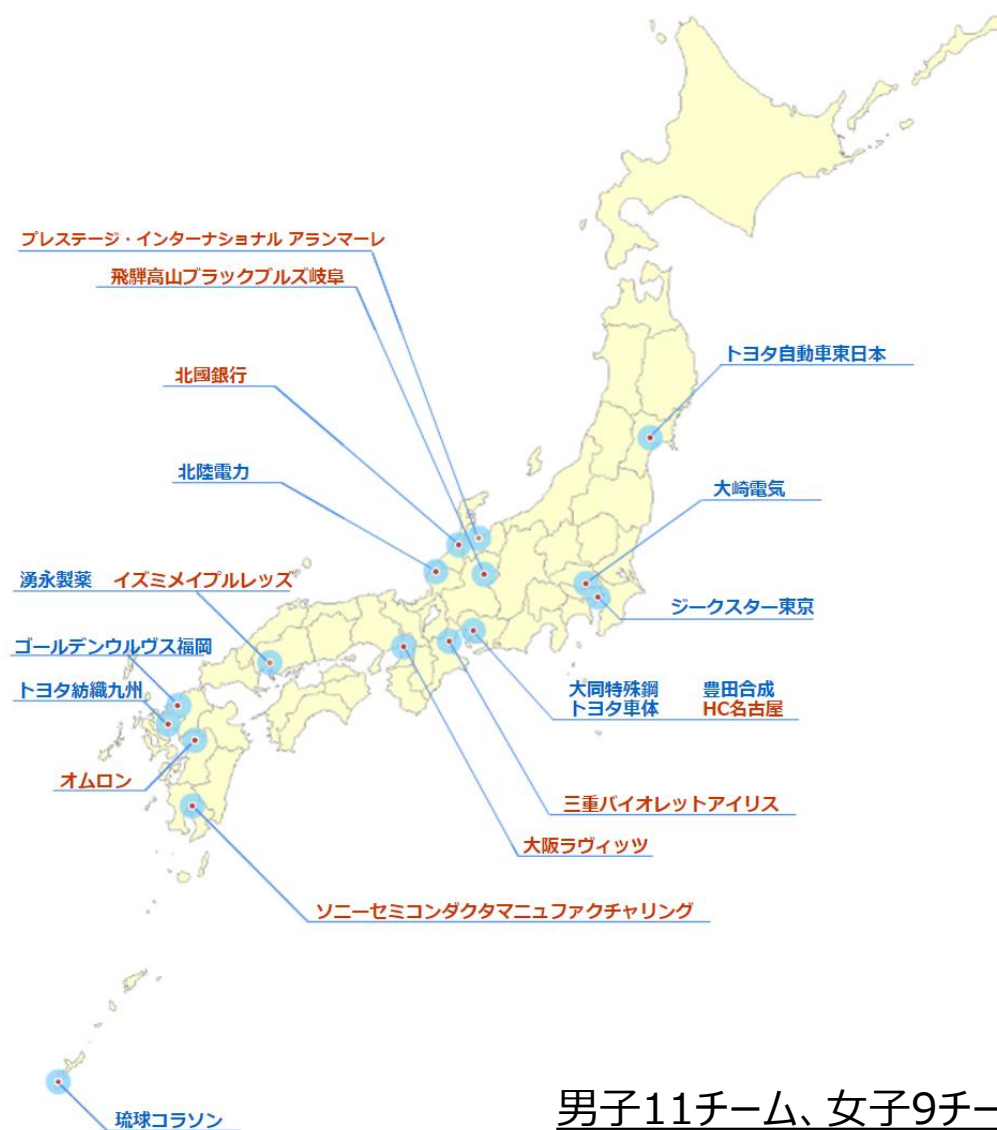 プレステージ・インターナショナル アランマーレ
飛騨高山ブラックブルズ岐阜
トヨタ自動車東日本
北國銀行
北陸電力
大崎電気
湧永製薬 イズミメイプルレッズ
ジークスター東京
ゴールデンウルヴス福岡
トヨタ紡織九州
大同特殊鋼 豊田合成
トヨタ車体 HC名古屋
オムロン
三重バイオレットアイリス
大阪ラヴィッツ
ソニーセミコンダクタマニュファクチャリング
琉球コラソン
男子11チーム、女子9チー